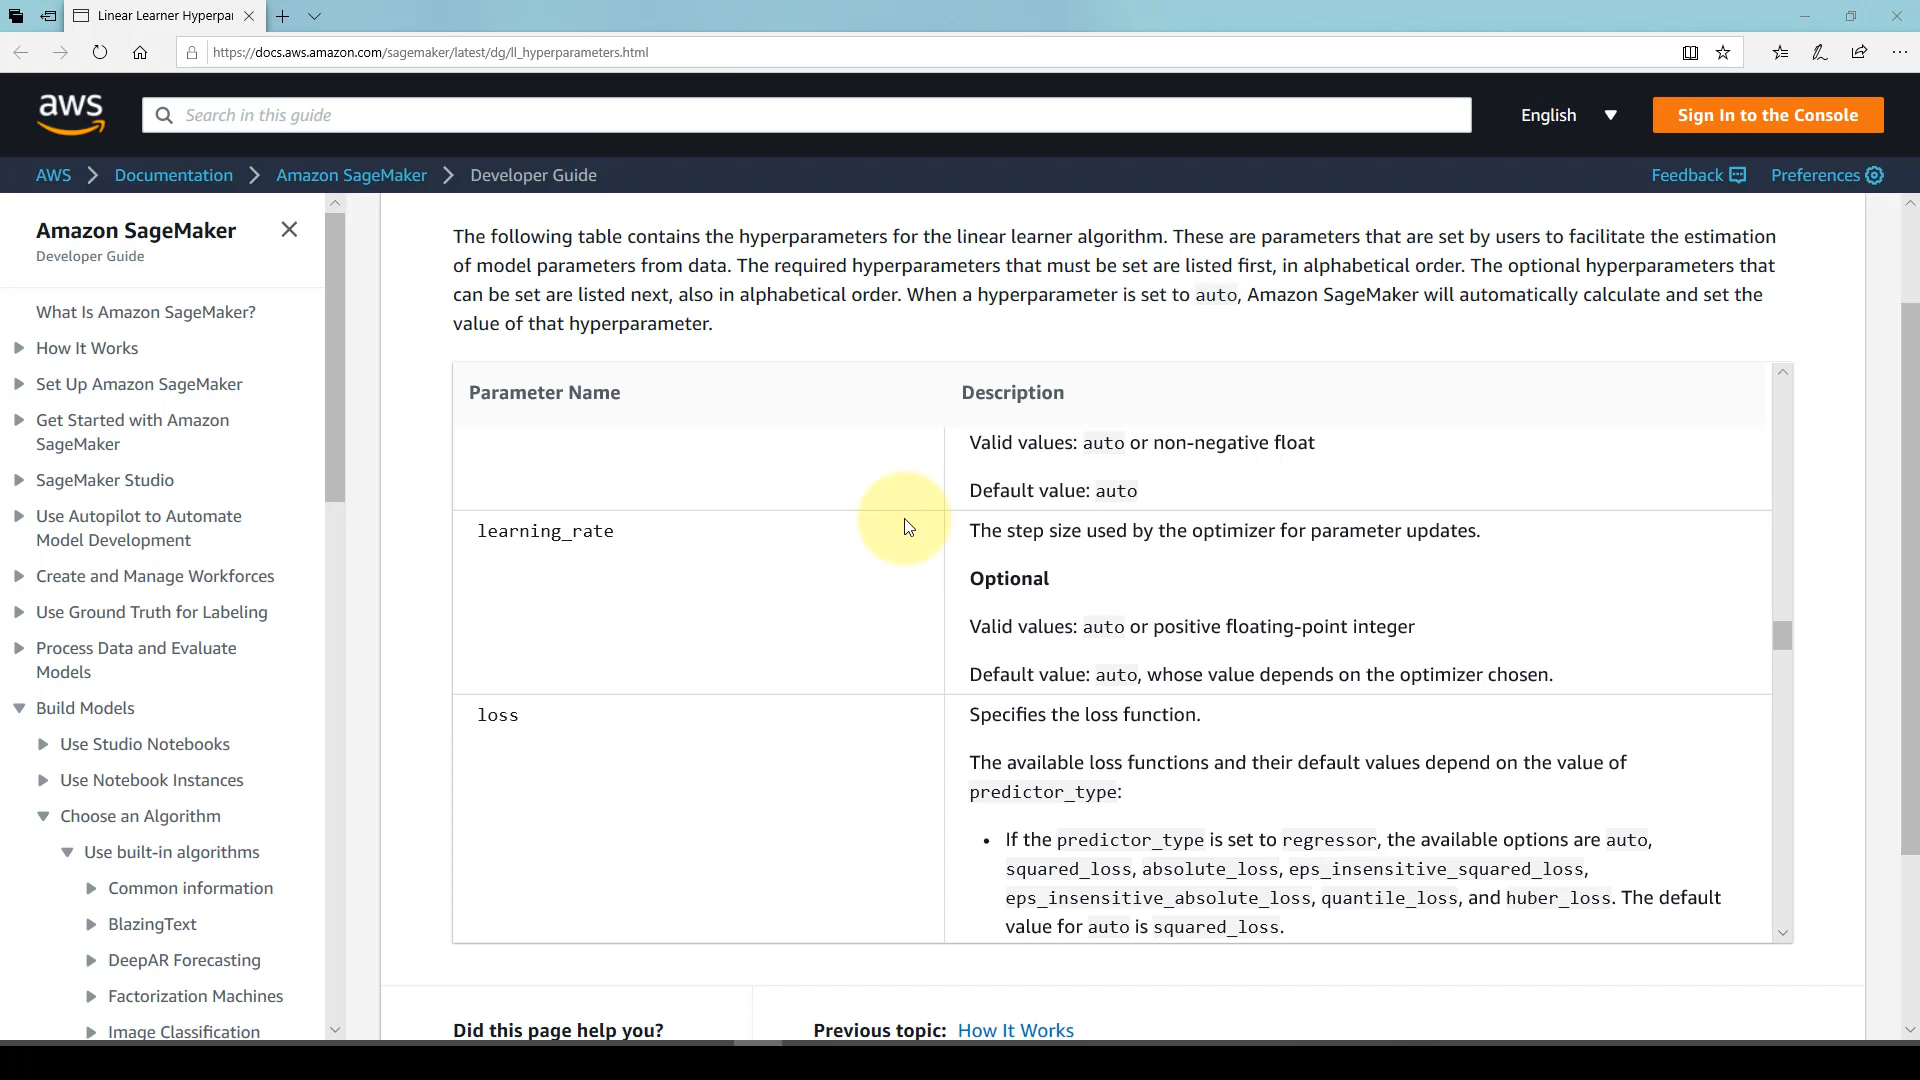 Linear Learner Hyperpar
https://docs.aws.amazon.com/sagemaker/latest/dg/ll_hyperparameters.html
aws
Search in this guide
English
Sign In to the Console
AWS
Documentation
Amazon SageMaker
Developer Guide
Feedback
Preferences
Amazon SageMaker
Developer Guide
What Is Amazon SageMaker?
How It Works
Set Up Amazon SageMaker
Get Started with Amazon
SageMaker
SageMaker Studio
Use Autopilot to Automate
Model Development
Create and Manage Workforces
Use Ground Truth for Labeling
Process Data and Evaluate
Models
Build Models
Use Studio Notebooks
Use Notebook Instances
Choose an Algorithm
Use built-in algorithms
Common information
BlazingText
DeepAR Forecasting
Factorization Machines
Image Classification
The following table contains the hyperparameters for the linear learner algorithm. These are parameters that are set by users to facilitate the estimation
of model parameters from data. The required hyperparameters that must be set are listed first, in alphabetical order. The optional hyperparameters that
can be set are listed next, also in alphabetical order. When a hyperparameter is set to auto, Amazon SageMaker will automatically calculate and set the
value of that hyperparameter.
Parameter Name
Description
Valid values: auto or non-negative float
Default value: auto
learning_rate
The step size used by the optimizer for parameter updates.
Optional
Valid values: auto or positive floating-point integer
Default value: auto, whose value depends on the optimizer chosen.
loss
Specifies the loss function.
The available loss functions and their default values depend on the value of
predictor_type:
• If the predictor_type is set to regressor, the available options are auto,
squared_loss, absolute_loss, eps_insensitive_squared_loss,
eps_insensitive_absolute_loss, quantile_loss, and huber_loss. The default
value for auto is squared_loss.
Did this page help you?
Previous topic: How It Works